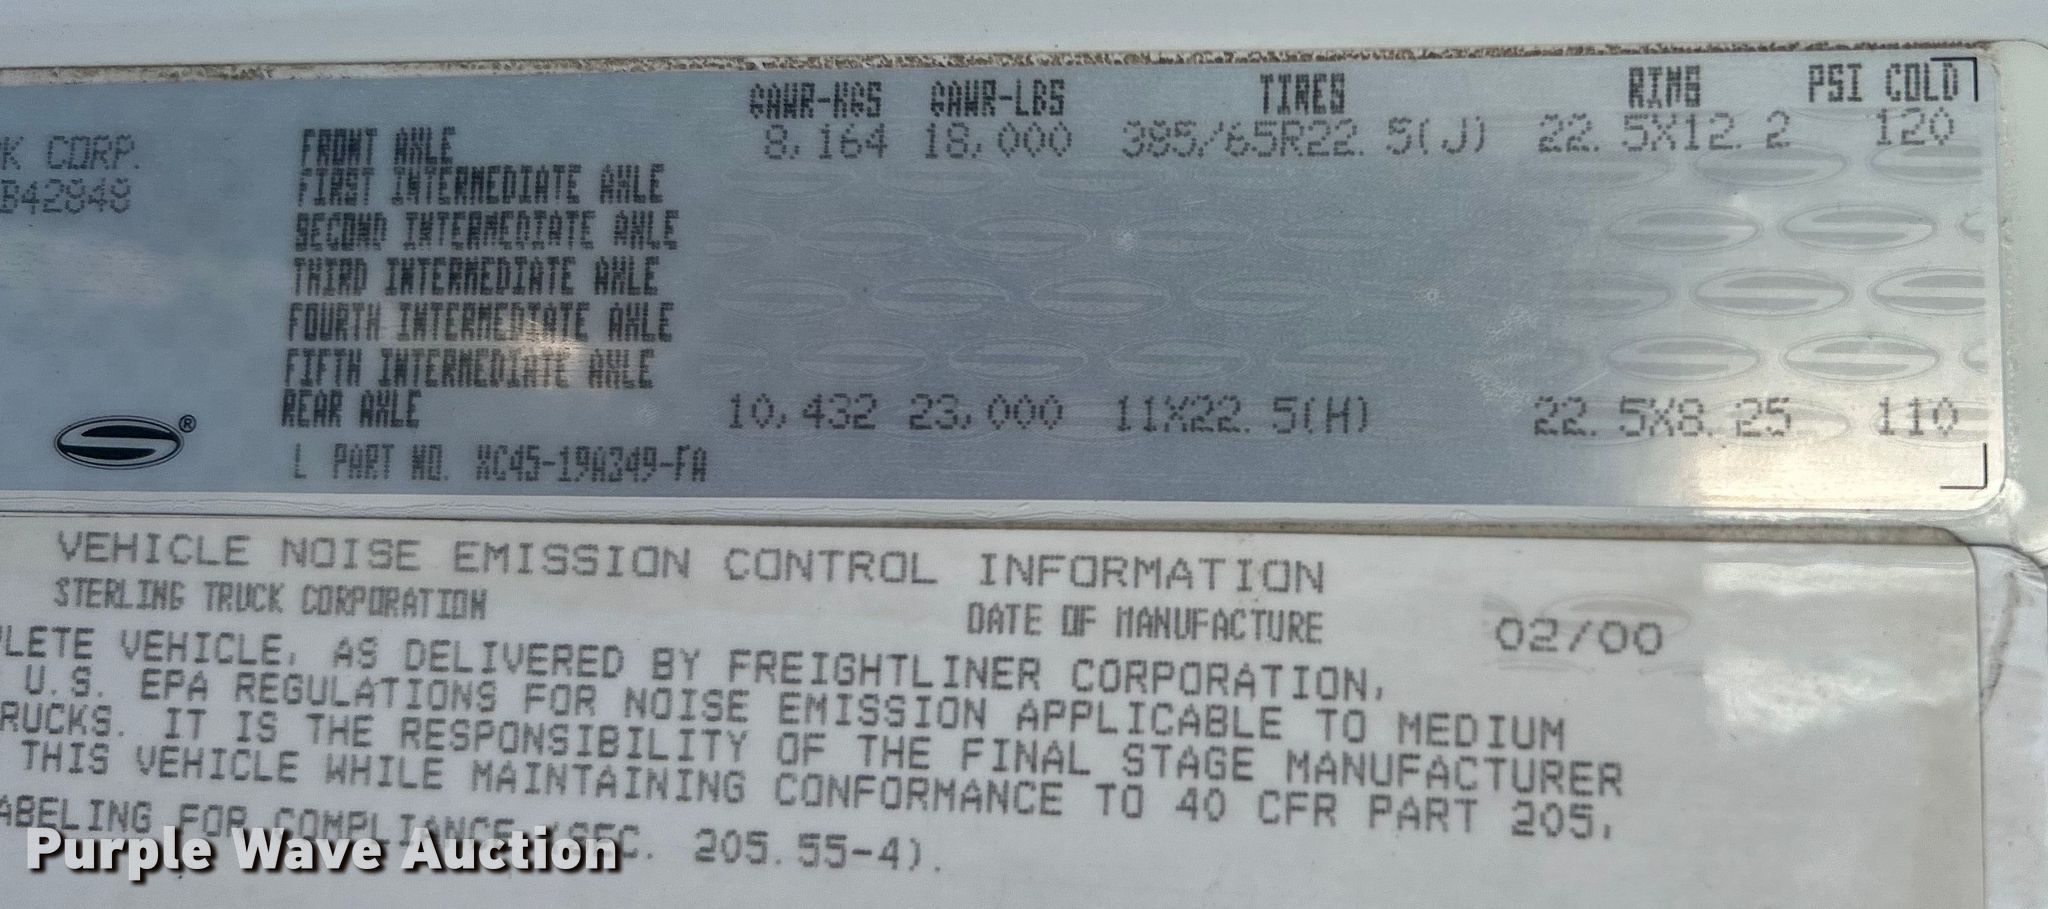 GAWR-KGS GAWR-LBS TIRES RIMS PSI COLD
K CORP. FRONT AXLE 8,164 18,000 385/65R22.5(J) 22.5X12.2 120
B42848 FIRST INTERMEDIATE AXLE
SECOND INTERMEDIATE AXLE
THIRD INTERMEDIATE AXLE
FOURTH INTERMEDIATE AXLE
FIFTH INTERMEDIATE AXLE
REAR AXLE 10,432 23,000 11X22.5(H) 22.5X8.25 110
®
L PART NO. XC45-19A349-FA
VEHICLE NOISE EMISSION CONTROL INFORMATION
STERLING TRUCK CORPORATION DATE OF MANUFACTURE 02/00
PLETE VEHICLE, AS DELIVERED BY FREIGHTLINER CORPORATION,
U.S. EPA REGULATIONS FOR NOISE EMISSION APPLICABLE TO MEDIUM
RUCKS. IT IS THE RESPONSIBILITY OF THE FINAL STAGE MANUFACTURER
THIS VEHICLE WHILE MAINTAINING CONFORMANCE TO 40 CFR PART 205,
ABELING FOR COMPLIANCE (SEC. 205.55-4).
Purple Wave Auction